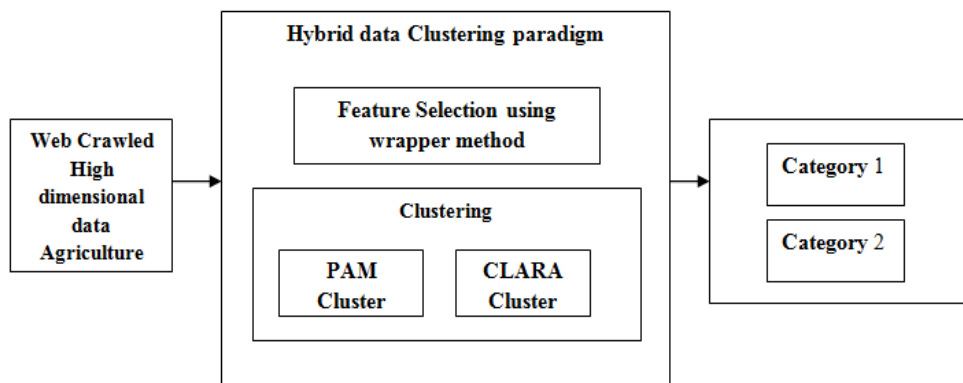 Web Crawled
High
dimensional
data
Agriculture
Hybrid data Clustering paradigm
Feature Selection using
wrapper method
Clustering
PAM
Cluster
CLARA
Cluster
Category 1
Category 2